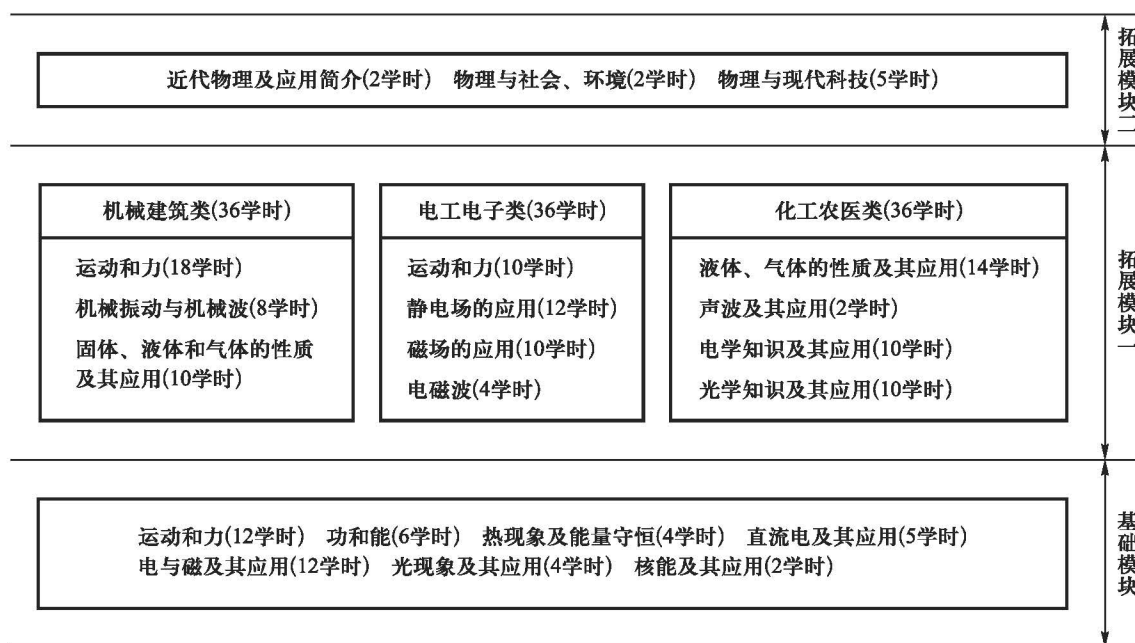 近代物理及应用简介(2学时) 物理与社会、环境(2学时) 物理与现代科技(5学时)
拓展模块二
机械建筑类(36学时)
运动和力(18学时)
机械振动与机械波(8学时)
固体、液体和气体的性质
及其应用(10学时)
电工电子类(36学时)
运动和力(10学时)
静电场的应用(12学时)
磁场的应用(10学时)
电磁波(4学时)
化工农医类(36学时)
液体、气体的性质及其应用(14学时)
声波及其应用(2学时)
电学知识及其应用(10学时)
光学知识及其应用(10学时)
拓展模块一
运动和力(12学时) 功和能(6学时) 热现象及能量守恒(4学时) 直流电及其应用(5学时)
电与磁及其应用(12学时) 光现象及其应用(4学时) 核能及其应用(2学时)
基础模块